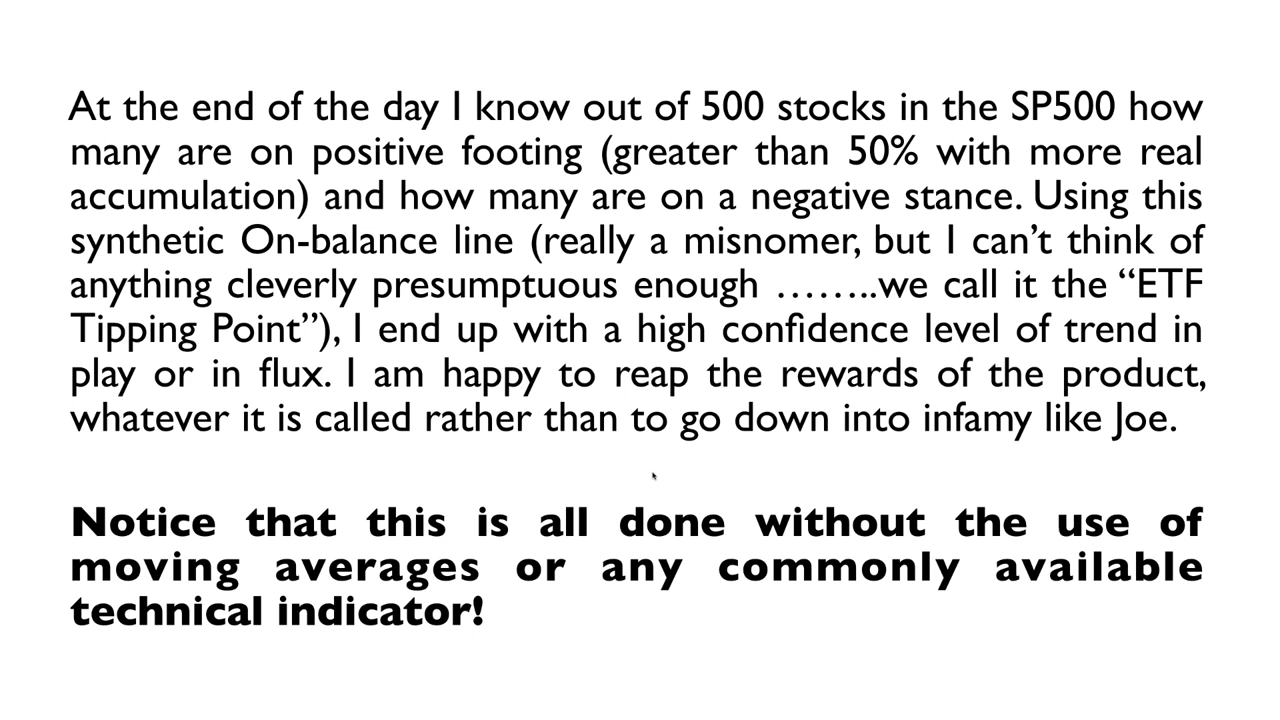 At the end of the day I know out of 500 stocks in the SP500 how
many are on positive footing (greater than 50% with more real
accumulation) and how many are on a negative stance. Using this
synthetic On-balance line (really a misnomer, but I can’t think of
anything cleverly presumptuous enough ……..we call it the “ETF
Tipping Point”), I end up with a high confidence level of trend in
play or in flux. I am happy to reap the rewards of the product,
whatever it is called rather than to go down into infamy like Joe.
Notice that this is all done without the use of
moving averages or any commonly available
technical indicator!